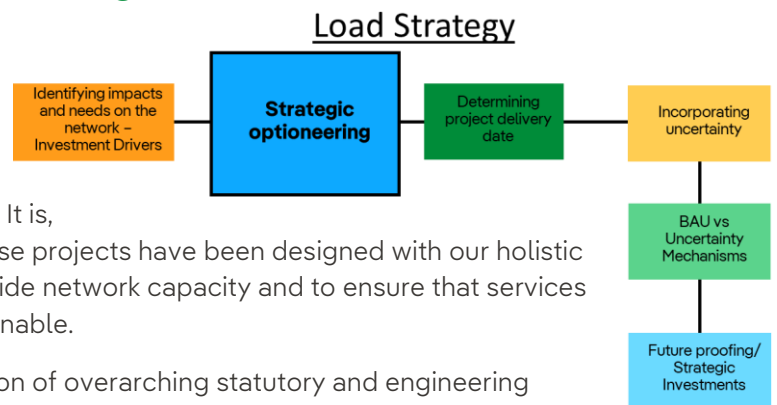 Load Strategy
Identifying impacts
and needs on the
network –
Investment Drivers
Strategic
optioneering
Determining
project delivery
date
Incorporating
uncertainty
BAU vs
Uncertainty
Mechanisms
Future proofing/
Strategic
Investments
It is,
se projects have been designed with our holistic
ide network capacity and to ensure that services
nable.
on of overarching statutory and engineering